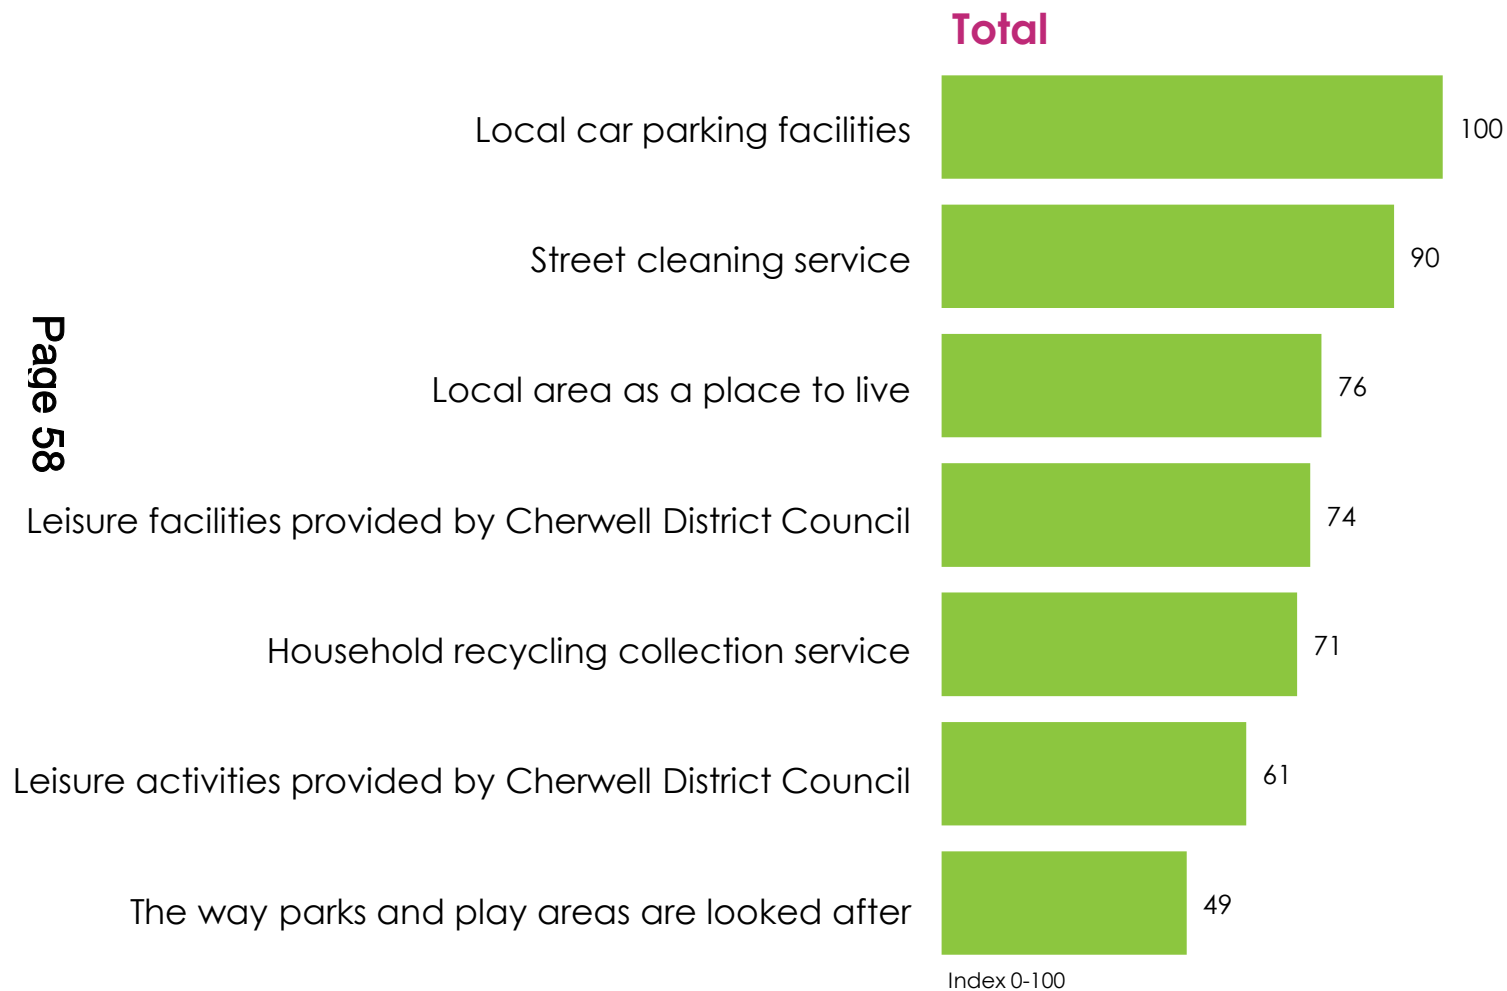 Total
Local car parking facilities 100
Street cleaning service 90
Local area as a place to live 76
Leisure facilities provided by Cherwell District Council 74
Household recycling collection service 71
Leisure activities provided by Cherwell District Council 61
The way parks and play areas are looked after 49
Index 0-100
Page 58